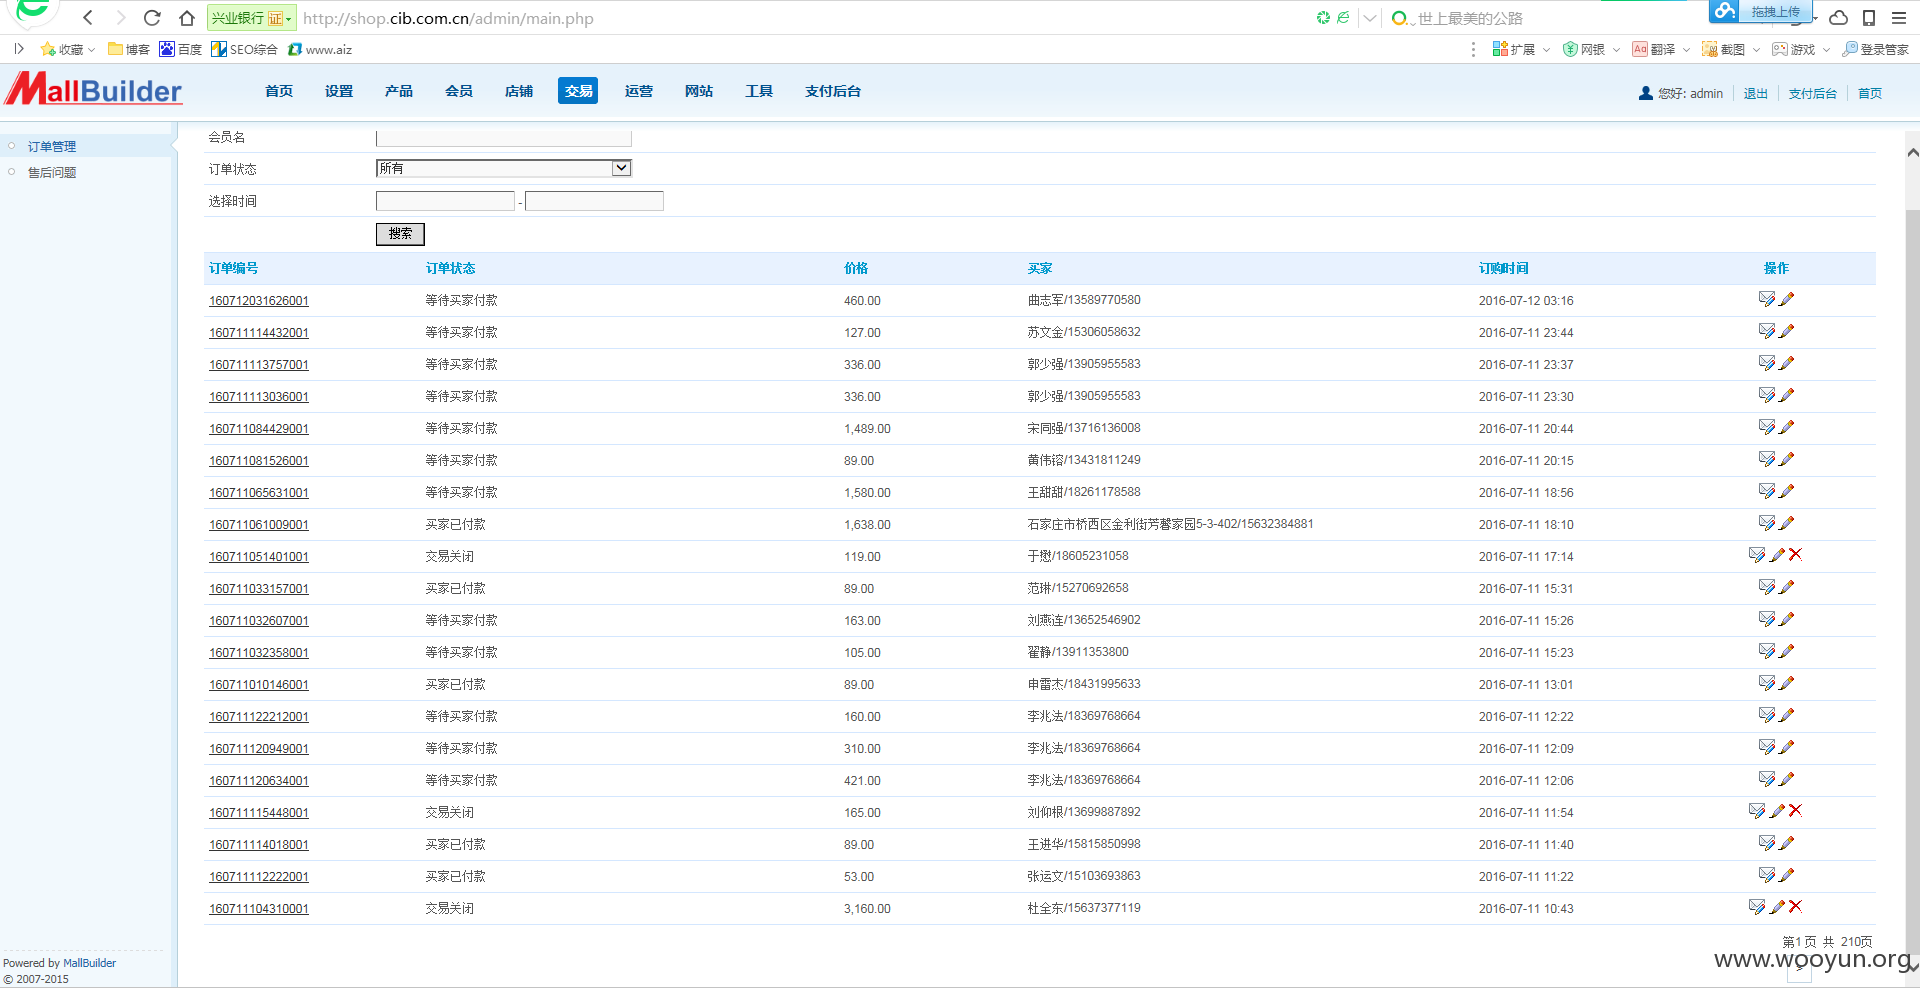 兴业银行 证 http://shop.cib.com.cn/admin/main.php 世上最美的公路 拖拽上传
收藏 博客 百度 SEO综合 www.aiz 扩展 网银 翻译 截图 游戏 登录管家
MallBuilder 首页 设置 产品 会员 店铺 交易 运营 网站 工具 支付后台 您好: admin 退出 支付后台 首页
订单管理
售后问题
会员名
订单状态 所有
选择时间 -
搜索
订单编号 订单状态 价格 买家 订购时间 操作
160712031626001 等待买家付款 460.00 曲志军/13589770580 2016-07-12 03:16
160711114432001 等待买家付款 127.00 苏文金/15306058632 2016-07-11 23:44
160711113757001 等待买家付款 336.00 郭少强/13905955583 2016-07-11 23:37
160711113036001 等待买家付款 336.00 郭少强/13905955583 2016-07-11 23:30
160711084429001 等待买家付款 1,489.00 宋同强/13716136008 2016-07-11 20:44
160711081526001 等待买家付款 89.00 黄伟镕/13431811249 2016-07-11 20:15
160711065631001 等待买家付款 1,580.00 王甜甜/18261178588 2016-07-11 18:56
160711061009001 买家已付款 1,638.00 石家庄市桥西区金利街芳馨家园5-3-402/15632384881 2016-07-11 18:10
160711051401001 交易关闭 119.00 于懋/18605231058 2016-07-11 17:14
160711033157001 买家已付款 89.00 范琳/15270692658 2016-07-11 15:31
160711032607001 等待买家付款 163.00 刘燕连/13652546902 2016-07-11 15:26
160711032358001 等待买家付款 105.00 翟静/13911353800 2016-07-11 15:23
160711010146001 买家已付款 89.00 申雷杰/18431995633 2016-07-11 13:01
160711122212001 等待买家付款 160.00 李兆法/18369768664 2016-07-11 12:22
160711120949001 等待买家付款 310.00 李兆法/18369768664 2016-07-11 12:09
160711120634001 等待买家付款 421.00 李兆法/18369768664 2016-07-11 12:06
160711115448001 交易关闭 165.00 刘仰根/13699887892 2016-07-11 11:54
160711114018001 买家已付款 89.00 王进华/15815850998 2016-07-11 11:40
160711112222001 买家已付款 53.00 张运文/15103693863 2016-07-11 11:22
160711104310001 交易关闭 3,160.00 杜全东/15637377119 2016-07-11 10:43
第1页 共 210页
Powered by MallBuilder
© 2007-2015
www.wooyun.org